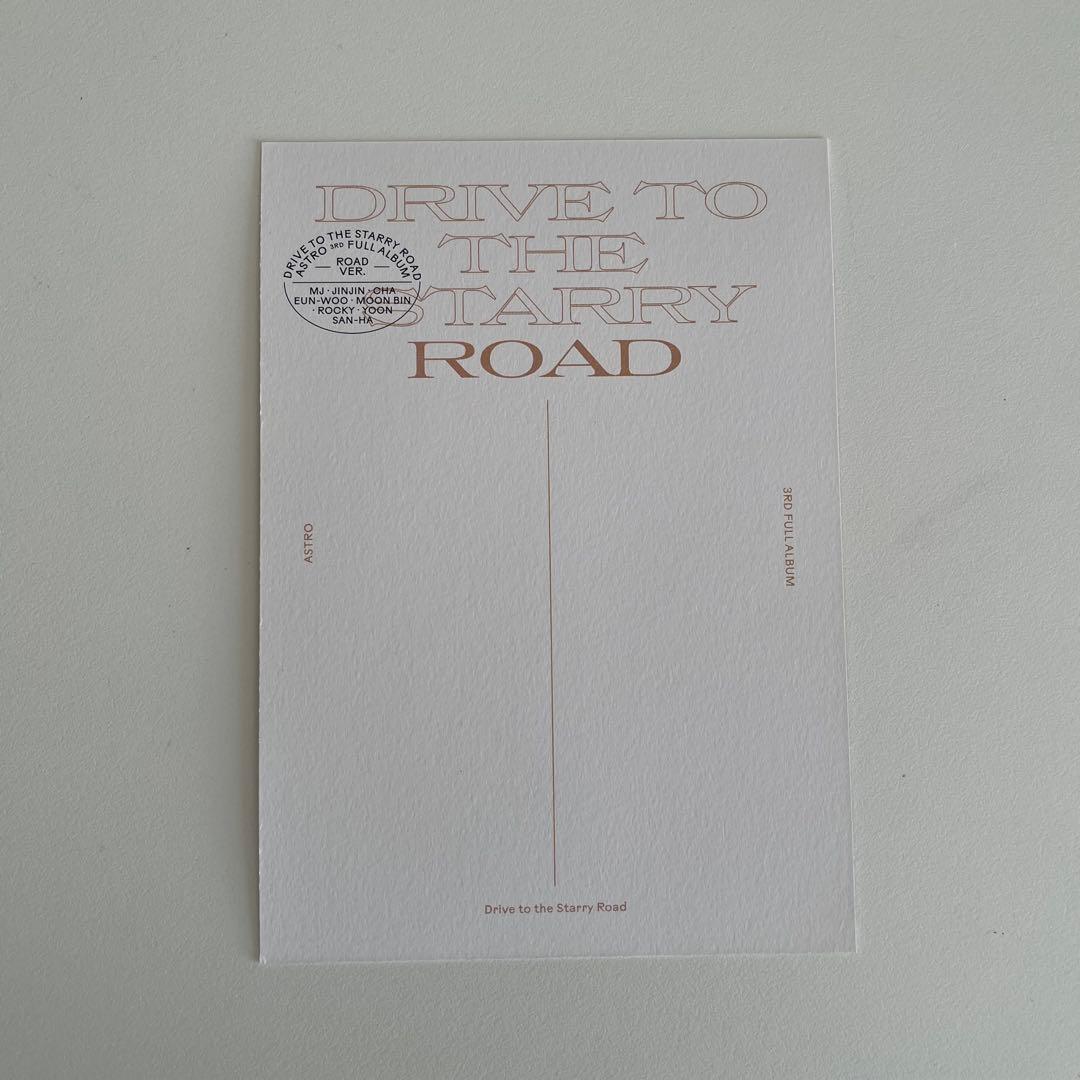 DRIVE TO
THE
STARRY
ROAD
DRIVE TO THE STARRY ROAD
ASTRO 3RD FULL ALBUM
— ROAD —
VER.
MJ · JINJIN · CHA
EUN-WOO · MOON BIN
· ROCKY · YOON
SAN-HA
ASTRO
3RD FULL ALBUM
Drive to the Starry Road